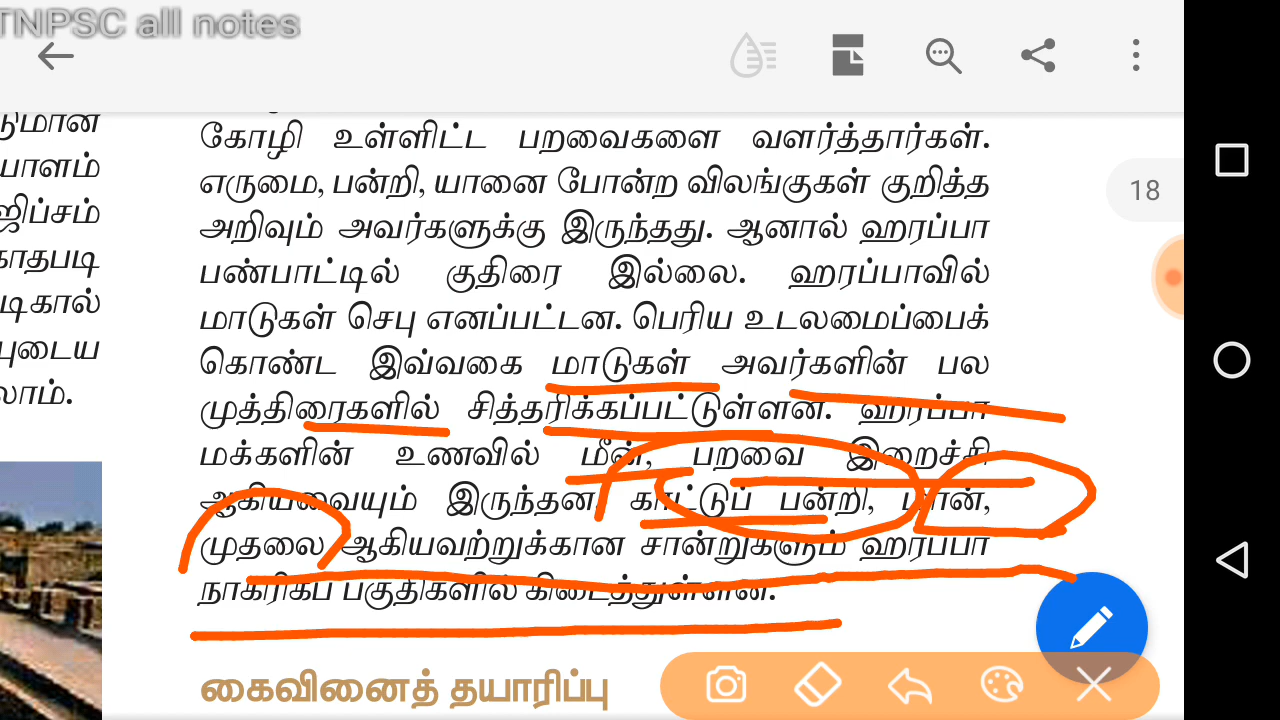 TNPSC all notes
டுமான
யாளம்
ஜிப்சம்
காதபடி
டிகால்
புடைய
லாம்.
கோழி உள்ளிட்ட பறவைகளை வளர்த்தார்கள்.
எருமை, பன்றி, யானை போன்ற விலங்குகள் குறித்த
அறிவும் அவர்களுக்கு இருந்தது. ஆனால் ஹரப்பா
பண்பாட்டில் குதிரை இல்லை. ஹரப்பாவில்
மாடுகள் செபு எனப்பட்டன. பெரிய உடலமைப்பைக்
கொண்ட இவ்வகை மாடுகள் அவர்களின் பல
முத்திரைகளில் சித்தரிக்கப்பட்டுள்ளன. ஹரப்பா
மக்களின் உணவில் மீன், பறவை இறைச்சி
ஆகியவையும் இருந்தன. காட்டுப் பன்றி, மான்,
முதலை ஆகியவற்றுக்கான சான்றுகளும் ஹரப்பா
நாகரிகப் பகுதிகளில் கிடைத்துள்ளன.
கைவினைத் தயாரிப்பு
18